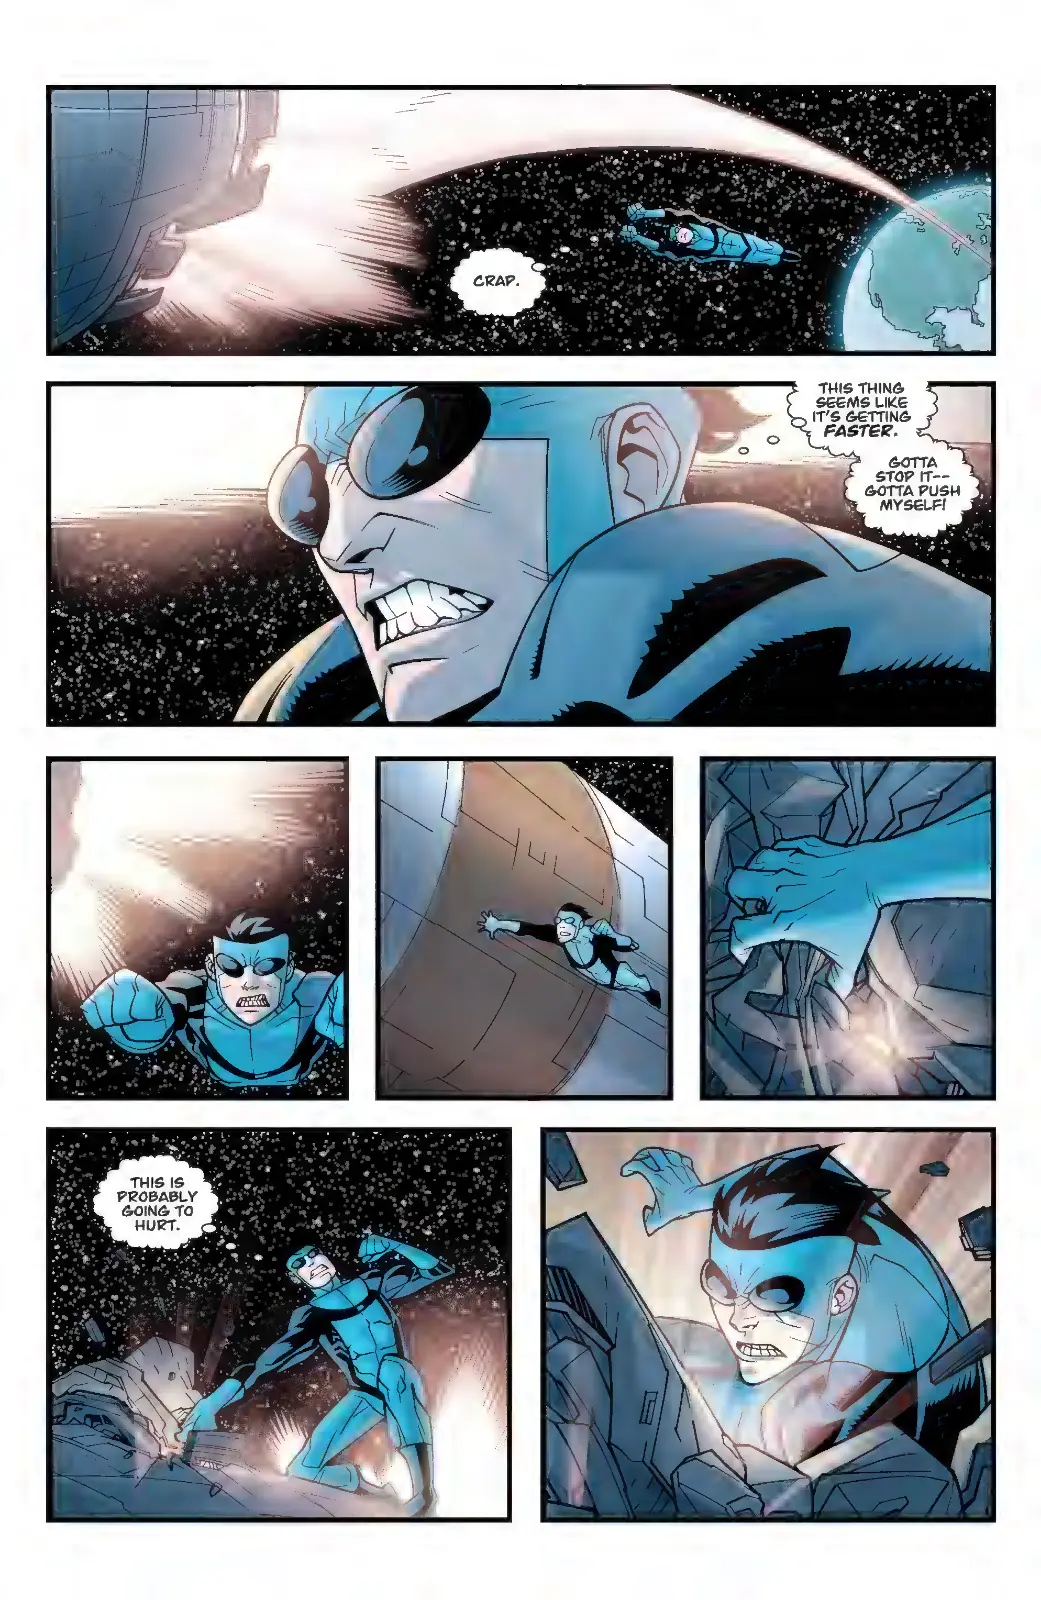 CRAP.
THIS THING
SEEMS LIKE
IT'S GETTING
FASTER.
GOTTA
STOP IT--
GOTTA PUSH
MYSELF!
THIS IS
PROBABLY
GOING TO
HURT.